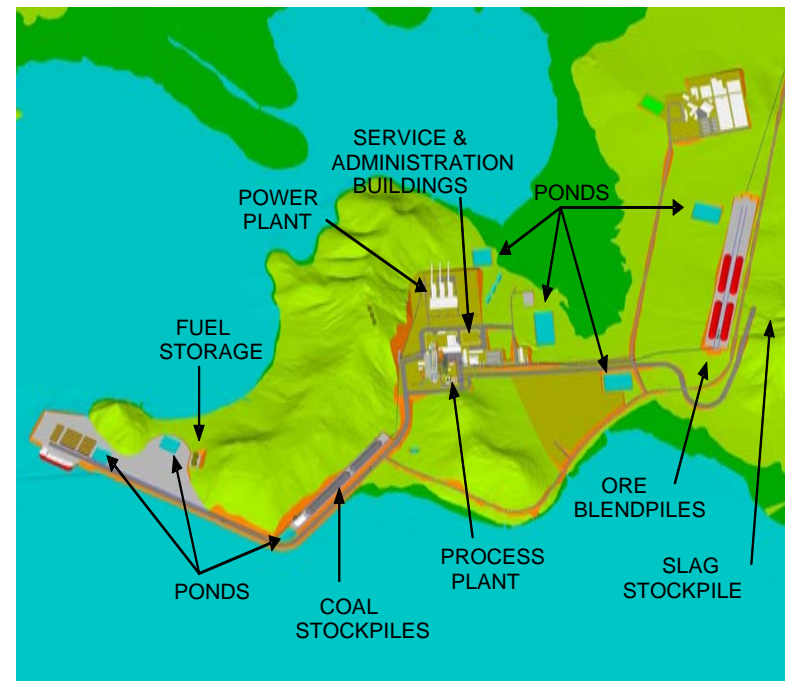 SERVICE &
ADMINISTRATION
BUILDINGS
POWER
PLANT
PONDS
FUEL
STORAGE
ORE
BLENDPILES
PROCESS
PLANT
SLAG
STOCKPILE
PONDS
COAL
STOCKPILES